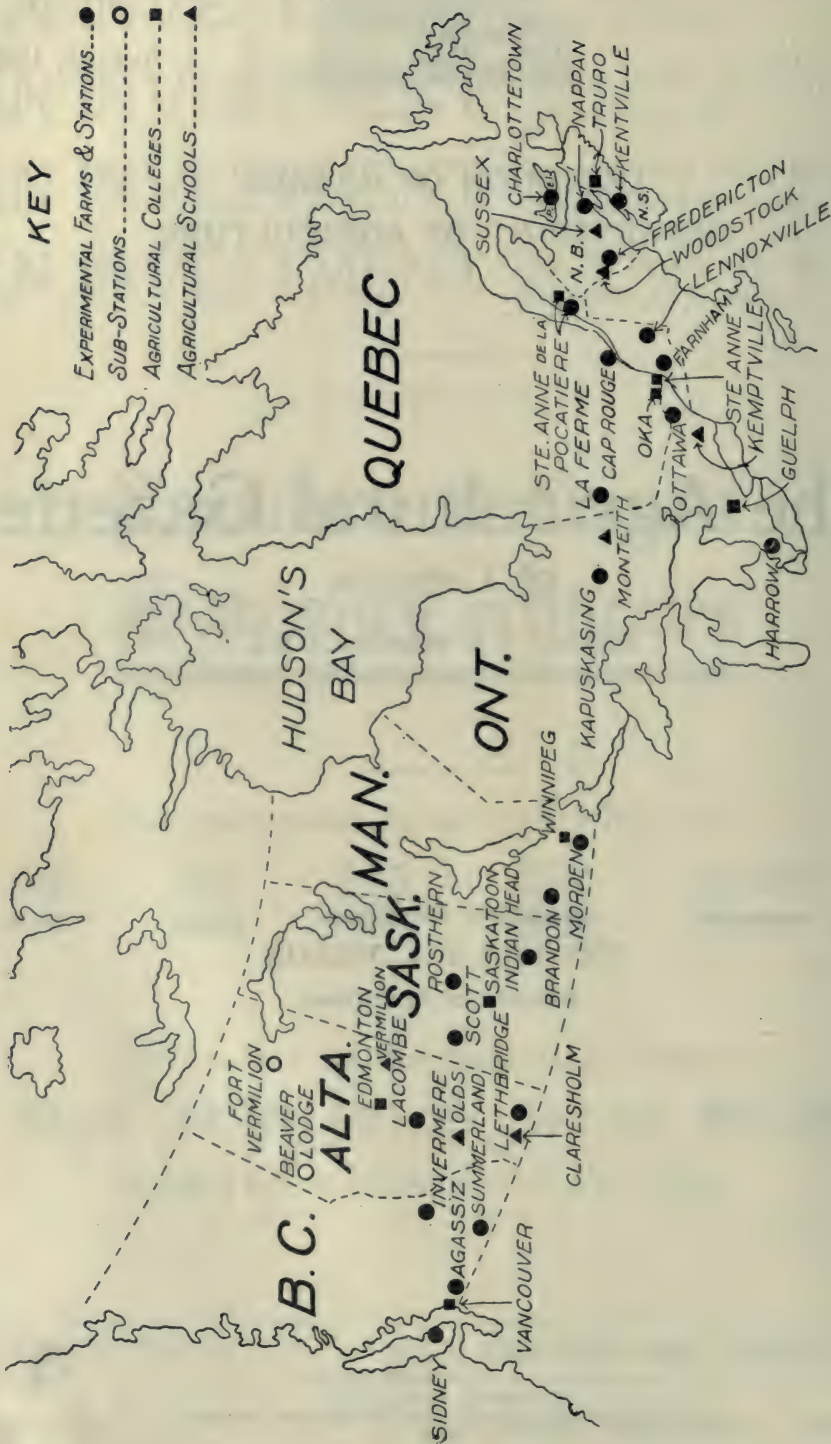 KEY
EXPERIMENTAL FARMS & STATIONS...
SUB-STATIONS...............
AGRICULTURAL COLLEGES........
AGRICULTURAL SCHOOLS........
HUDSON'S
BAY
QUEBEC
B.C.
ALTA.
SASK.
MAN.
ONT.
N.B.
N.S.
P.E.I.
FORT
VERMILION
BEAVER
LODGE
EDMONTON
VERMILION
LACOMBE
INVERMERE
OLDS
AGASSIZ
SUMMERLAND
LETHBRIDGE
CLARESHOLM
VANCOUVER
SIDNEY
ROSTHERN
SCOTT
SASKATOON
INDIAN HEAD
BRANDON
MORDEN
WINNIPEG
KAPUSKASING
MONTEITH
LA FERME
CAP ROUGE
STE. ANNE DE LA
POCATIERE
OKA
OTTAWA
HARROW
GUELPH
KEMPTVILLE
STE ANNE
FARNHAM
LENNOXVILLE
WOODSTOCK
FREDERICTON
SUSSEX
CHARLOTTETOWN
NAPPAN
TRURO
KENTVILLE